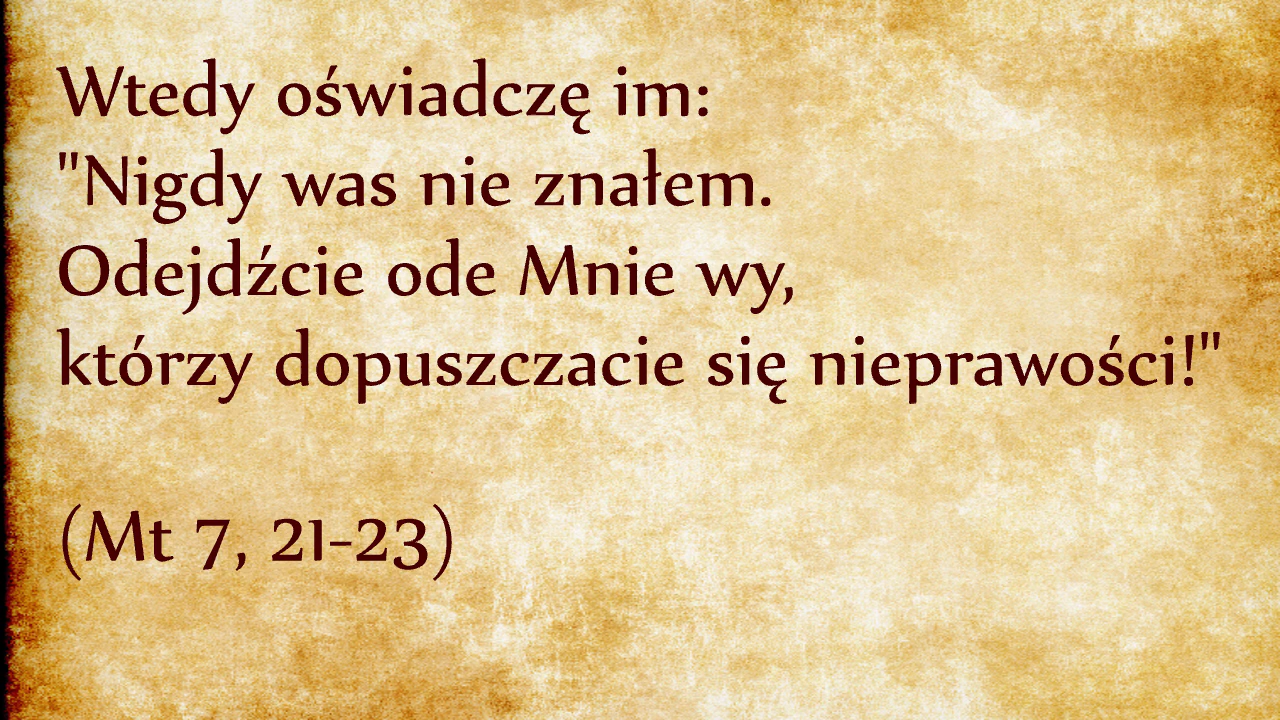 Wtedy oświadczę im:
"Nigdy was nie znałem.
Odejdźcie ode Mnie wy,
którzy dopuszczacie się nieprawości!"
(Mt 7, 21-23)